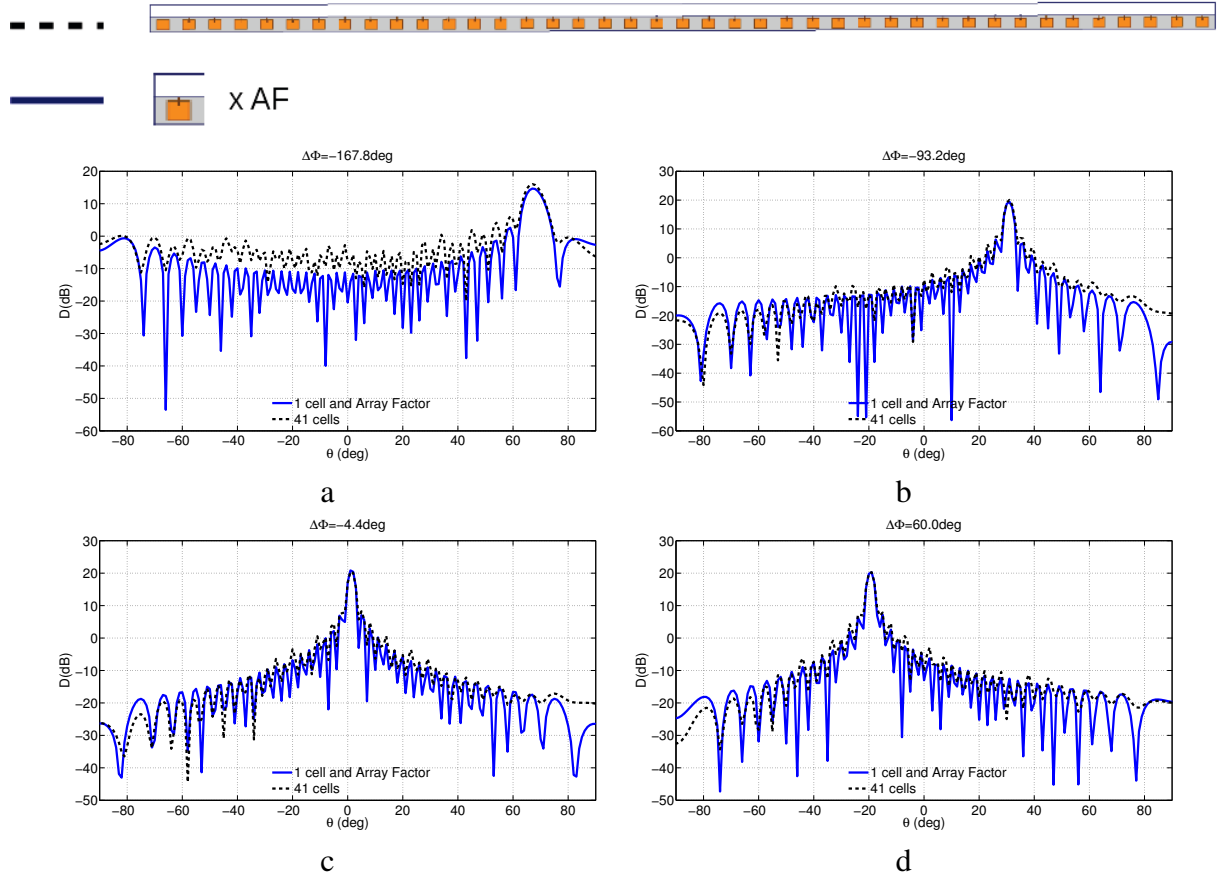 x AF
ΔΦ=−167.8deg
20
10
0
−10
−20
−30
−40
−50
−60
D(dB)
−80 −60 −40 −20 0 20 40 60 80
θ (deg)
1 cell and Array Factor
41 cells
a
ΔΦ=−93.2deg
30
20
10
0
−10
−20
−30
−40
−50
−60
D(dB)
−80 −60 −40 −20 0 20 40 60 80
θ (deg)
1 cell and Array Factor
41 cells
b
ΔΦ=−4.4deg
30
20
10
0
−10
−20
−30
−40
−50
D(dB)
−80 −60 −40 −20 0 20 40 60 80
θ (deg)
1 cell and Array Factor
41 cells
c
ΔΦ=60.0deg
30
20
10
0
−10
−20
−30
−40
−50
D(dB)
−80 −60 −40 −20 0 20 40 60 80
θ (deg)
1 cell and Array Factor
41 cells
d